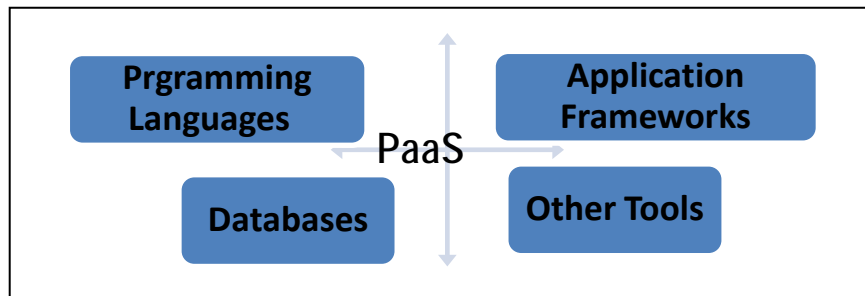 Prgramming
Languages
Application
Frameworks
PaaS
Databases
Other Tools